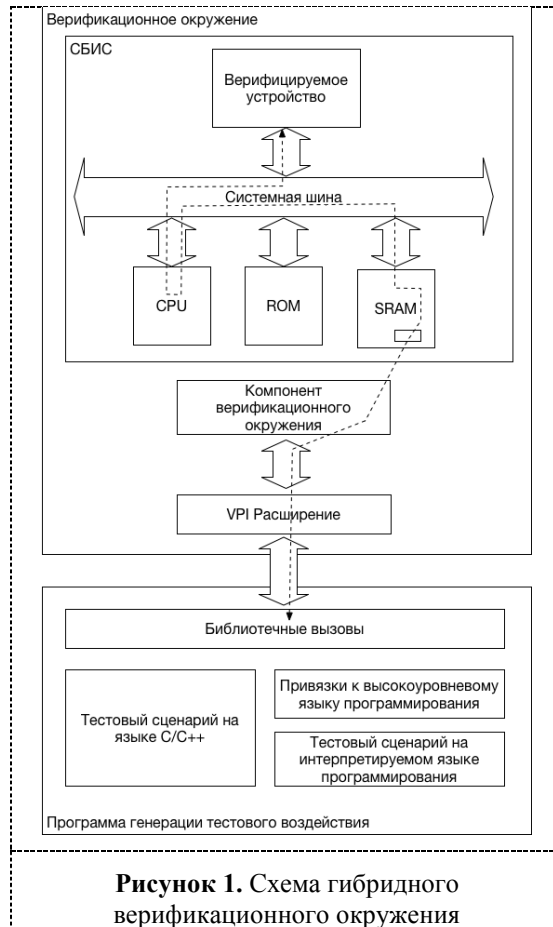 Верификационное окружение
СБИС
Верифицируемое
устройство
Системная шина
CPU
ROM
SRAM
Компонент
верификационного
окружения
VPI Расширение
Библиотечные вызовы
Тестовый сценарий на
языке С/С++
Привязки к высокоуровневому
языку программирования
Тестовый сценарий на
интерпретируемом языке
программирования
Программа генерации тестового воздействия
Рисунок 1. Схема гибридного
верификационного окружения